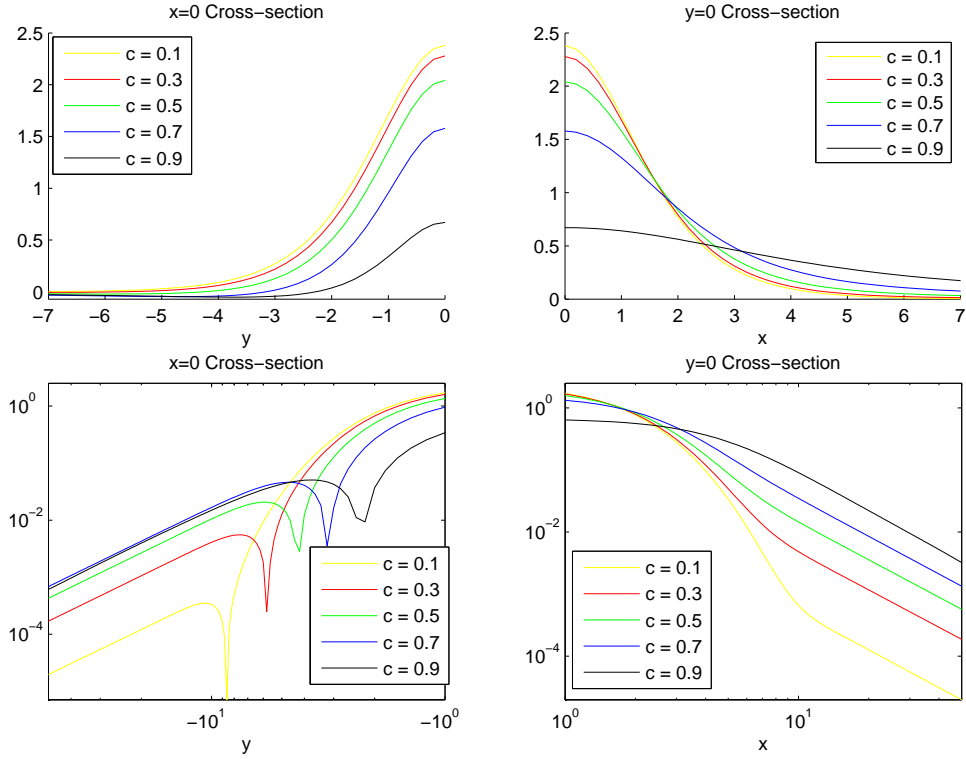 x=0 Cross−section
2.5
2
1.5
1
0.5
0
c = 0.1
c = 0.3
c = 0.5
c = 0.7
c = 0.9
−7 −6 −5 −4 −3 −2 −1 0
y
y=0 Cross−section
2.5
2
1.5
1
0.5
0
c = 0.1
c = 0.3
c = 0.5
c = 0.7
c = 0.9
0 1 2 3 4 5 6 7
x
x=0 Cross−section
10^0
10^−2
10^−4
c = 0.1
c = 0.3
c = 0.5
c = 0.7
c = 0.9
−10^1 −10^0
y
y=0 Cross−section
10^0
10^−2
10^−4
c = 0.1
c = 0.3
c = 0.5
c = 0.7
c = 0.9
10^0 10^1
x